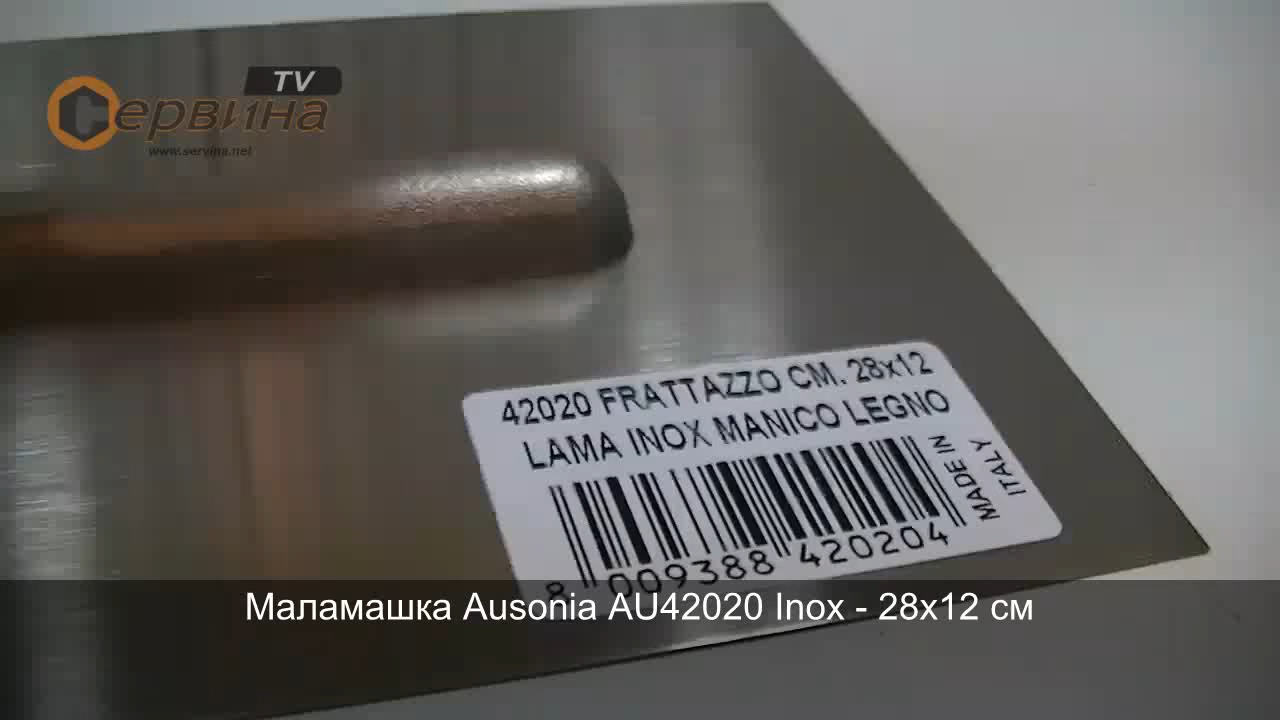 TV
Сервина
www.servina.net
42020 FRATTAZZO CM. 28x12
LAMA INOX MANICO LEGNO
MADE IN
ITALY
8 009388 420204
Маламашка Ausonia AU42020 Inox - 28x12 см